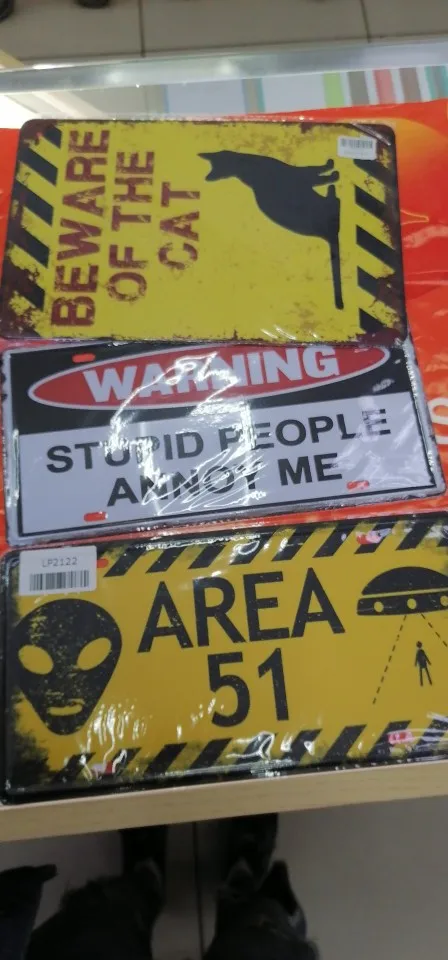 BEWARE
OF THE
CAT
WARNING
STUPID PEOPLE
ANNOY ME
LP2122
AREA
51